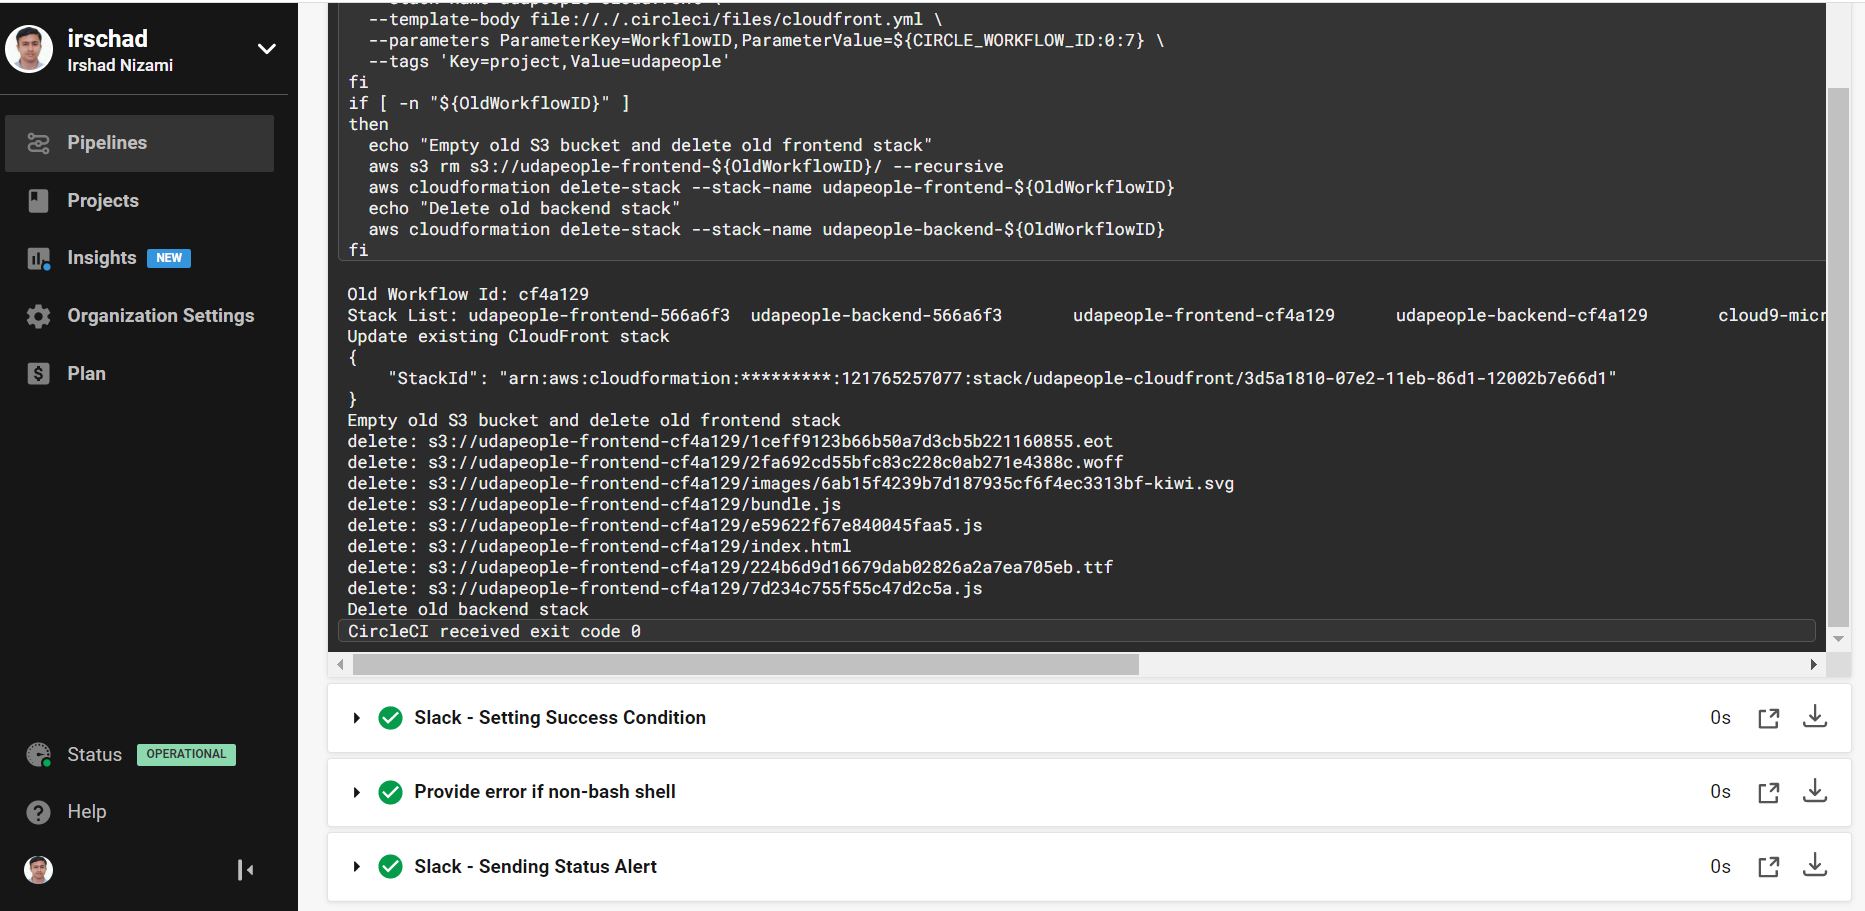 irschad
Irshad Nizami
Pipelines
Projects
Insights NEW
Organization Settings
Plan
Status OPERATIONAL
Help
--template-body file://./.circleci/files/cloudfront.yml \
--parameters ParameterKey=WorkflowID,ParameterValue=${CIRCLE_WORKFLOW_ID:0:7} \
--tags 'Key=project,Value=udapeople'
fi
if [ -n "${OldWorkflowID}" ]
then
echo "Empty old S3 bucket and delete old frontend stack"
aws s3 rm s3://udapeople-frontend-${OldWorkflowID}/ --recursive
aws cloudformation delete-stack --stack-name udapeople-frontend-${OldWorkflowID}
echo "Delete old backend stack"
aws cloudformation delete-stack --stack-name udapeople-backend-${OldWorkflowID}
fi
Old Workflow Id: cf4a129
Stack List: udapeople-frontend-566a6f3 udapeople-backend-566a6f3 udapeople-frontend-cf4a129 udapeople-backend-cf4a129 cloud9-micr
Update existing CloudFront stack
{
"StackId": "arn:aws:cloudformation:*********:121765257077:stack/udapeople-cloudfront/3d5a1810-07e2-11eb-86d1-12002b7e66d1"
}
Empty old S3 bucket and delete old frontend stack
delete: s3://udapeople-frontend-cf4a129/1ceff9123b66b50a7d3cb5b221160855.eot
delete: s3://udapeople-frontend-cf4a129/2fa692cd55bfc83c228c0ab271e4388c.woff
delete: s3://udapeople-frontend-cf4a129/images/6ab15f4239b7d187935cf6f4ec3313bf-kiwi.svg
delete: s3://udapeople-frontend-cf4a129/bundle.js
delete: s3://udapeople-frontend-cf4a129/e59622f67e840045faa5.js
delete: s3://udapeople-frontend-cf4a129/index.html
delete: s3://udapeople-frontend-cf4a129/224b6d9d16679dab02826a2a7ea705eb.ttf
delete: s3://udapeople-frontend-cf4a129/7d234c755f55c47d2c5a.js
Delete old backend stack
CircleCI received exit code 0
Slack - Setting Success Condition 0s
Provide error if non-bash shell 0s
Slack - Sending Status Alert 0s